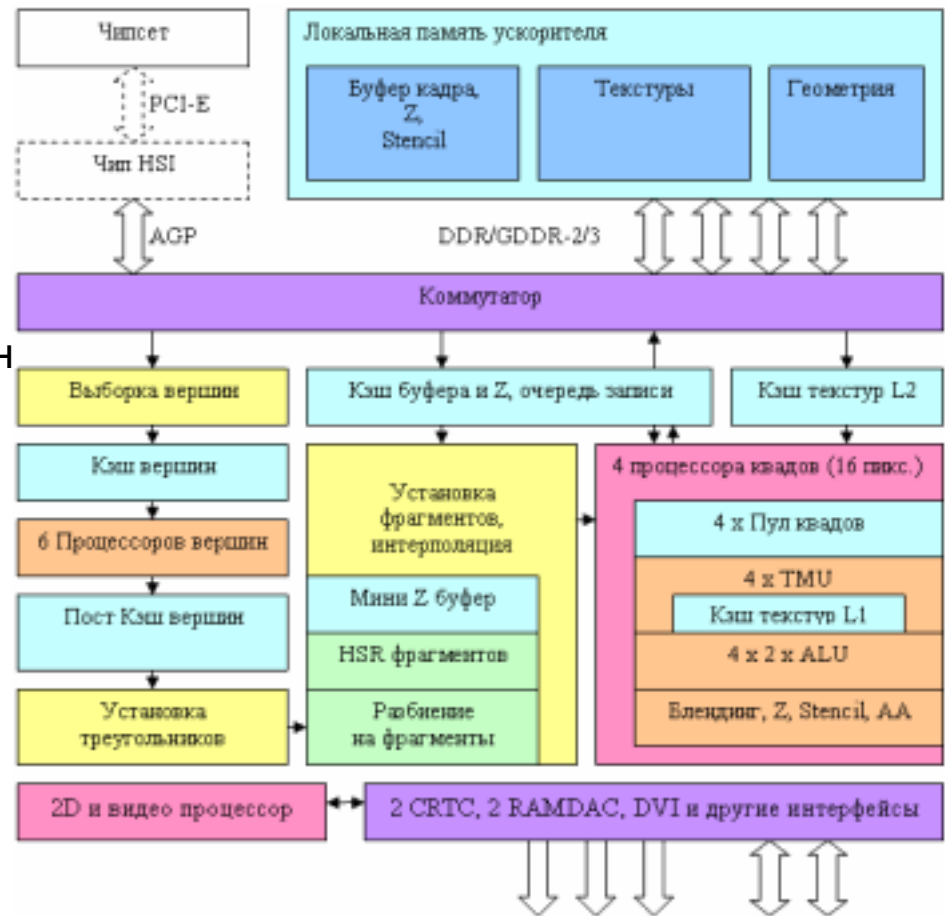 Чипсет
PCI-E
Чип HSI
AGP
Локальная память ускорителя
Буфер кадра,
Z,
Stencil
Текстуры
Геометрия
DDR/GDDR-2/3
Коммутатор
н
Выборка вершин
Кэш вершин
6 Процессоров вершин
Пост Кэш вершин
Установка
треугольников
Кэш буфера и Z, очередь записи
Установка
фрагментов,
интерполяция
Мини Z буфер
HSR фрагментов
Разбиение
на фрагменты
Кэш текстур L2
4 процессора квадов (16 пикс.)
4 x Пул квадов
4 x TMU
Кэш текстур L1
4 x 2 x ALU
Блендинг, Z, Stencil, AA
2D и видео процессор
2 CRTC, 2 RAMDAC, DVI и другие интерфейсы